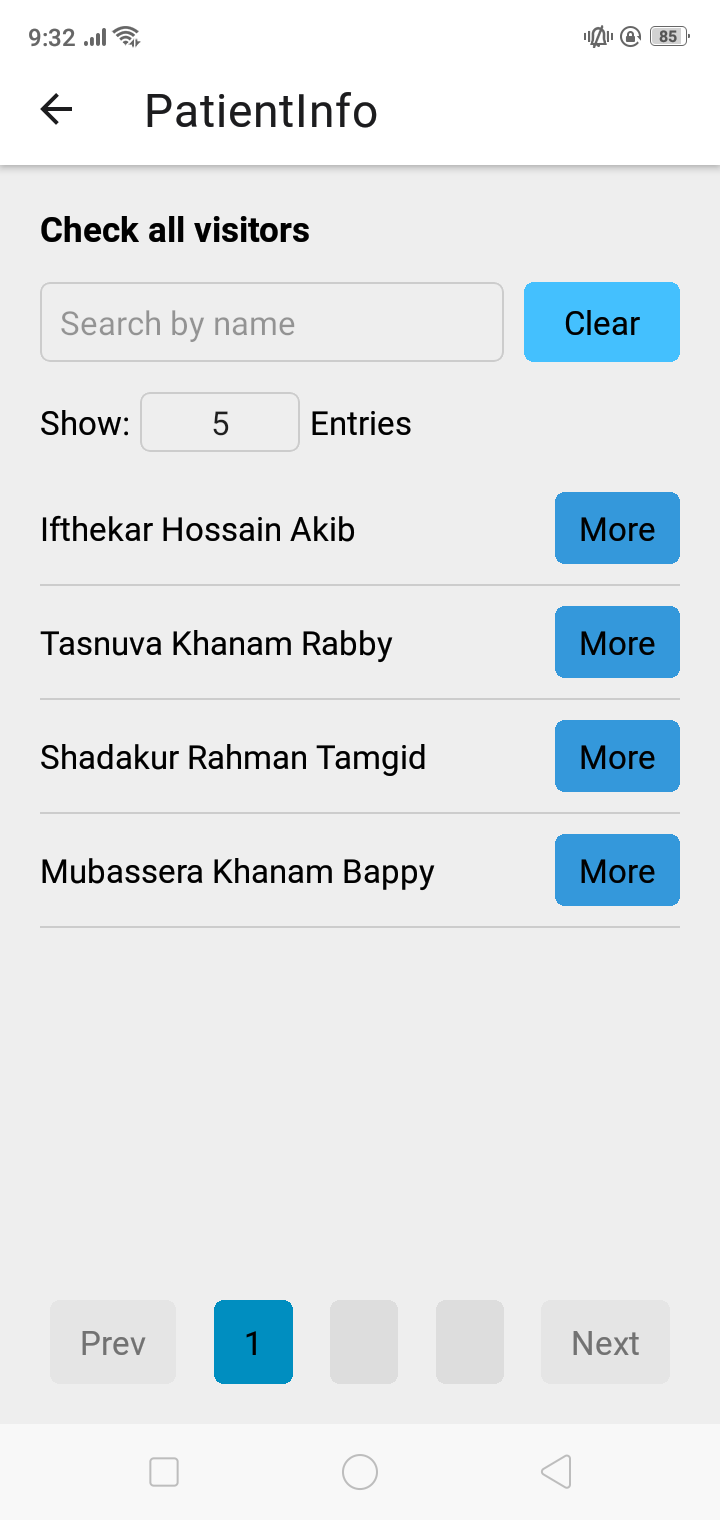 9:32 85
PatientInfo
Check all visitors
Search by name Clear
Show: 5 Entries
Ifthekar Hossain Akib More
Tasnuva Khanam Rabby More
Shadakur Rahman Tamgid More
Mubassera Khanam Bappy More
Prev 1 Next